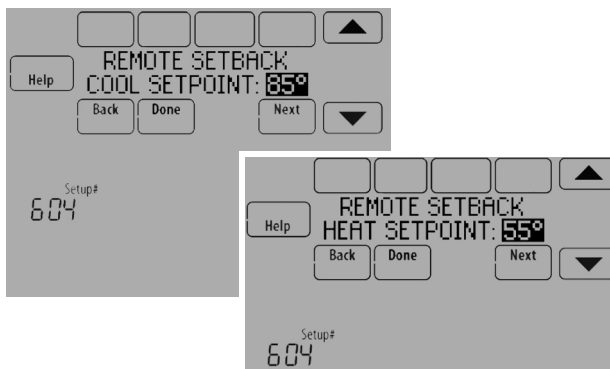 REMOTE SETBACK
Help
COOL SETPOINT: 85°
Back Done Next
Setup#
604
REMOTE SETBACK
Help
HEAT SETPOINT: 55°
Back Done Next
Setup#
604